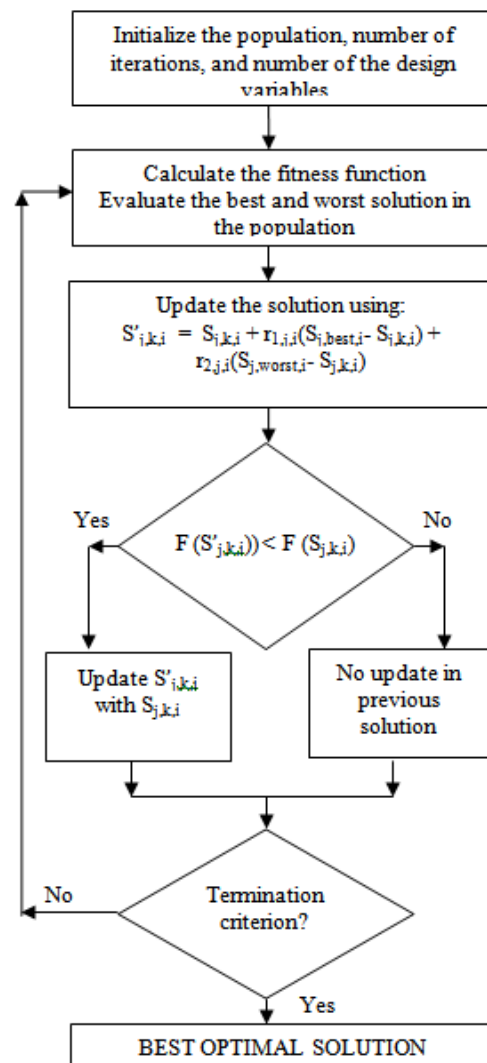 Initialize the population, number of
iterations, and number of the design
variables
Calculate the fitness function
Evaluate the best and worst solution in
the population
Update the solution using:
S'j,k,i = Sj,k,i + r1,j,i(Sj,best,i- Sj,k,i) +
r2,j,i(Sj,worst,i- Sj,k,i)
Yes
F (S'j,k,i))< F (Sj,k,i)
No
Update S'j,k,i
with Sj,k,i
No update in
previous
solution
No
Termination
criterion?
Yes
BEST OPTIMAL SOLUTION